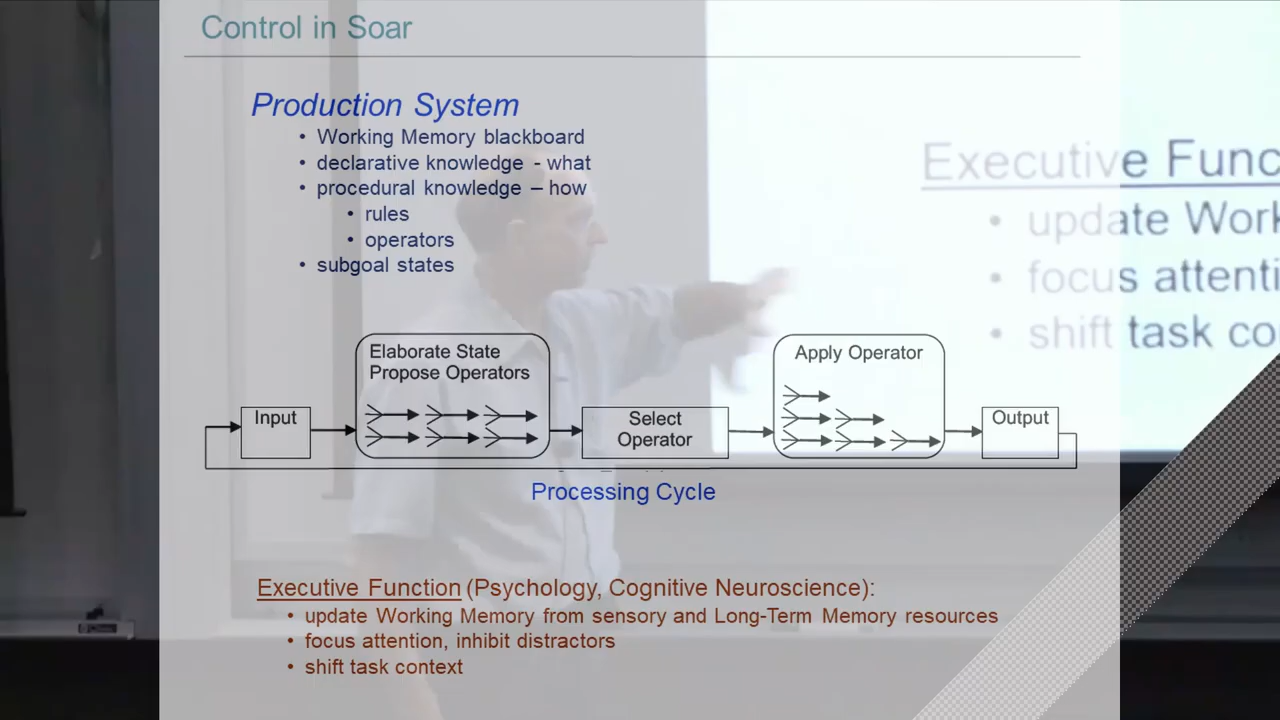 Control in Soar
Production System
• Working Memory blackboard
• declarative knowledge - what
• procedural knowledge – how
• rules
• operators
• subgoal states
Elaborate State
Propose Operators
Input
Select
Operator
Apply Operator
Output
Processing Cycle
Executive Function (Psychology, Cognitive Neuroscience):
• update Working Memory from sensory and Long-Term Memory resources
• focus attention, inhibit distractors
• shift task context
Executive Func
• update Work
• focus attenti
• shift task co